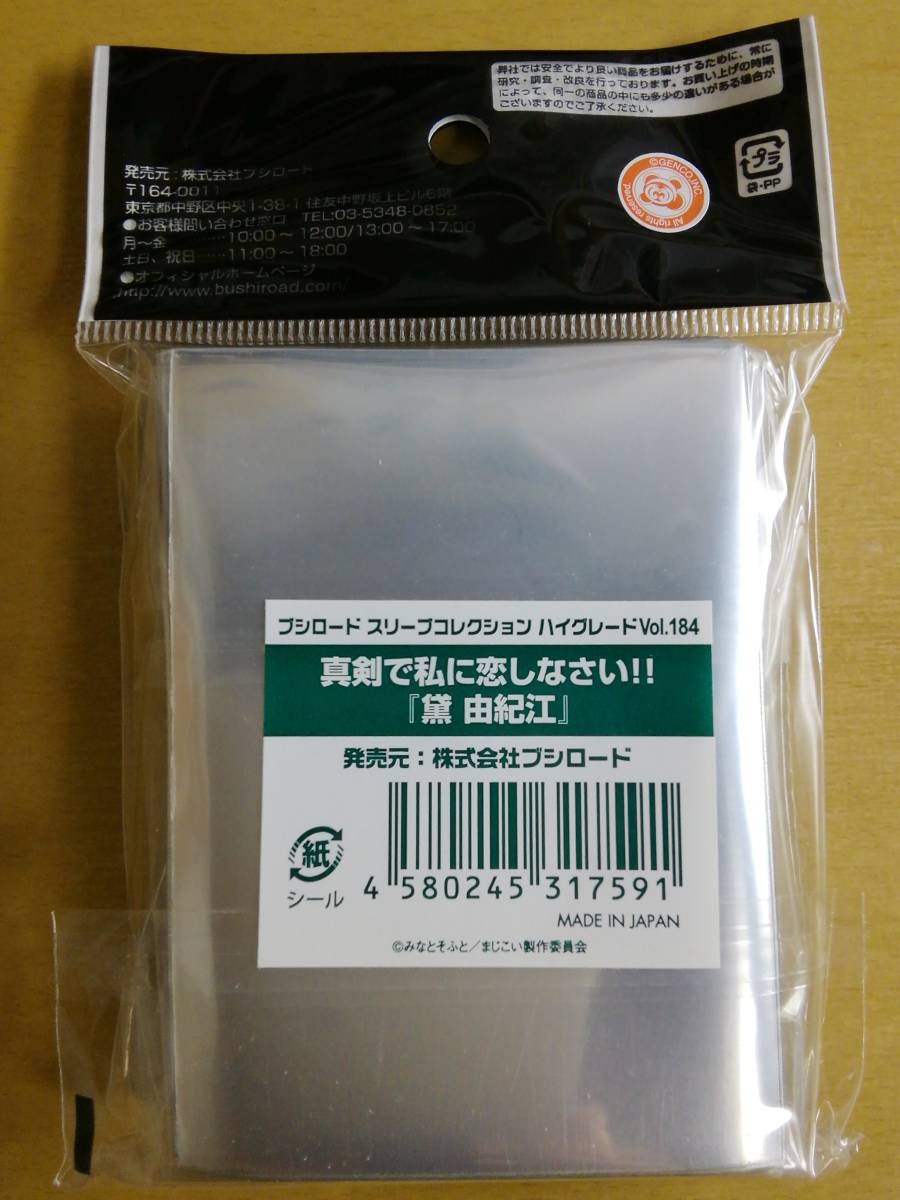 弊社では安全でより良い商品をお届けするために、常に
研究・調査・改良を行っております。お買い上げの時期
によって、同一の商品の中にも多少の違いがある場合が
ございますのでご了承ください。
©GENCO,INC
All rights reserved.
プラ
袋・PP
発売元：株式会社ブシロード
〒164-0011
東京都中野区中央1-38-1 住友中野坂上ビル6階
●お客様問い合わせ窓口 TEL:03-5348-0852
月～金……10:00～12:00/13:00～17:00
土日、祝日……11:00～18:00
●オフィシャルホームページ
http://www.bushiroad.com/
ブシロード スリーブコレクション ハイグレードVol.184
真剣で私に恋しなさい!!
『黛 由紀江』
発売元：株式会社ブシロード
紙
シール
4 580245 317591
MADE IN JAPAN
©みなとそふと／まじこい製作委員会